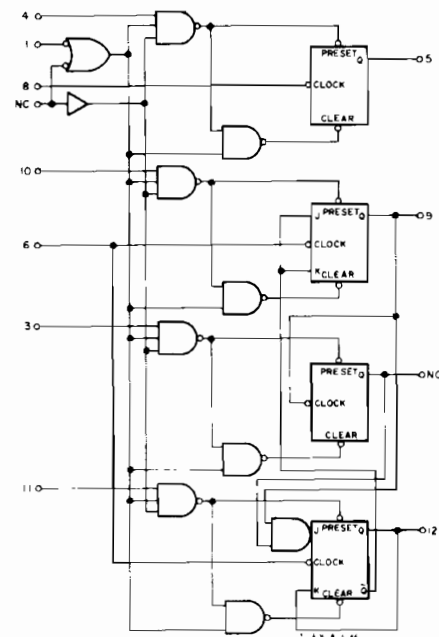 4
1
8
NC
PRESET Q
CLOCK
CLEAR
5
10
6
J PRESET Q
CLOCK
K CLEAR
9
3
PRESET Q
CLOCK
CLEAR
NC
11
J PRESET Q
CLOCK
K CLEAR Q̅
12